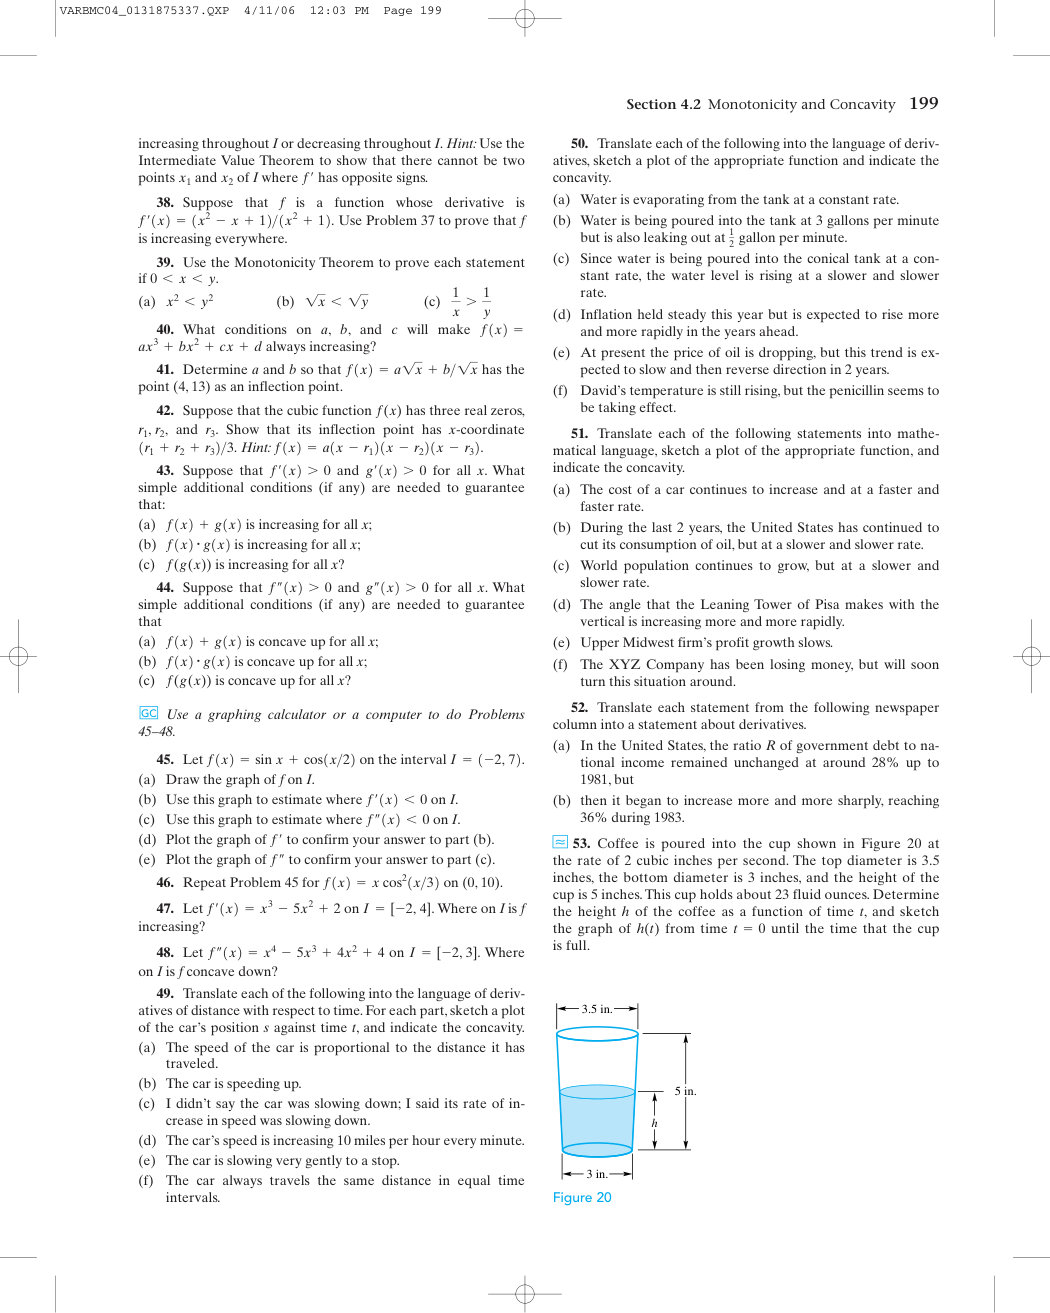 VARBMC04_0131875337.QXP 4/11/06 12:03 PM Page 199
Section 4.2 Monotonicity and Concavity 199
increasing throughout I or decreasing throughout I. Hint: Use the
Intermediate Value Theorem to show that there cannot be two
points x₁ and x₂ of I where f′ has opposite signs.
38. Suppose that f is a function whose derivative is
f′(x) = (x² − x + 1)/(x² + 1). Use Problem 37 to prove that f
is increasing everywhere.
39. Use the Monotonicity Theorem to prove each statement
if 0 < x < y.
(a) x² < y² (b) √x < √y (c) 1/x > 1/y
40. What conditions on a, b, and c will make f(x) =
ax³ + bx² + cx + d always increasing?
41. Determine a and b so that f(x) = a√x + b/√x has the
point (4, 13) as an inflection point.
42. Suppose that the cubic function f(x) has three real zeros,
r₁, r₂, and r₃. Show that its inflection point has x-coordinate
(r₁ + r₂ + r₃)/3. Hint: f(x) = a(x − r₁)(x − r₂)(x − r₃).
43. Suppose that f′(x) > 0 and g′(x) > 0 for all x. What
simple additional conditions (if any) are needed to guarantee
that:
(a) f(x) + g(x) is increasing for all x;
(b) f(x) · g(x) is increasing for all x;
(c) f(g(x)) is increasing for all x?
44. Suppose that f″(x) > 0 and g″(x) > 0 for all x. What
simple additional conditions (if any) are needed to guarantee
that
(a) f(x) + g(x) is concave up for all x;
(b) f(x) · g(x) is concave up for all x;
(c) f(g(x)) is concave up for all x?
GC Use a graphing calculator or a computer to do Problems
45–48.
45. Let f(x) = sin x + cos(x/2) on the interval I = (−2, 7).
(a) Draw the graph of f on I.
(b) Use this graph to estimate where f′(x) < 0 on I.
(c) Use this graph to estimate where f″(x) < 0 on I.
(d) Plot the graph of f′ to confirm your answer to part (b).
(e) Plot the graph of f″ to confirm your answer to part (c).
46. Repeat Problem 45 for f(x) = x cos²(x/3) on (0, 10).
47. Let f′(x) = x³ − 5x² + 2 on I = [−2, 4]. Where on I is f
increasing?
48. Let f″(x) = x⁴ − 5x³ + 4x² + 4 on I = [−2, 3]. Where
on I is f concave down?
49. Translate each of the following into the language of deriv-
atives of distance with respect to time. For each part, sketch a plot
of the car's position s against time t, and indicate the concavity.
(a) The speed of the car is proportional to the distance it has
traveled.
(b) The car is speeding up.
(c) I didn't say the car was slowing down; I said its rate of in-
crease in speed was slowing down.
(d) The car's speed is increasing 10 miles per hour every minute.
(e) The car is slowing very gently to a stop.
(f) The car always travels the same distance in equal time
intervals.
50. Translate each of the following into the language of deriv-
atives, sketch a plot of the appropriate function and indicate the
concavity.
(a) Water is evaporating from the tank at a constant rate.
(b) Water is being poured into the tank at 3 gallons per minute
but is also leaking out at ½ gallon per minute.
(c) Since water is being poured into the conical tank at a con-
stant rate, the water level is rising at a slower and slower
rate.
(d) Inflation held steady this year but is expected to rise more
and more rapidly in the years ahead.
(e) At present the price of oil is dropping, but this trend is ex-
pected to slow and then reverse direction in 2 years.
(f) David's temperature is still rising, but the penicillin seems to
be taking effect.
51. Translate each of the following statements into mathe-
matical language, sketch a plot of the appropriate function, and
indicate the concavity.
(a) The cost of a car continues to increase and at a faster and
faster rate.
(b) During the last 2 years, the United States has continued to
cut its consumption of oil, but at a slower and slower rate.
(c) World population continues to grow, but at a slower and
slower rate.
(d) The angle that the Leaning Tower of Pisa makes with the
vertical is increasing more and more rapidly.
(e) Upper Midwest firm's profit growth slows.
(f) The XYZ Company has been losing money, but will soon
turn this situation around.
52. Translate each statement from the following newspaper
column into a statement about derivatives.
(a) In the United States, the ratio R of government debt to na-
tional income remained unchanged at around 28% up to
1981, but
(b) then it began to increase more and more sharply, reaching
36% during 1983.
≈ 53. Coffee is poured into the cup shown in Figure 20 at
the rate of 2 cubic inches per second. The top diameter is 3.5
inches, the bottom diameter is 3 inches, and the height of the
cup is 5 inches. This cup holds about 23 fluid ounces. Determine
the height h of the coffee as a function of time t, and sketch
the graph of h(t) from time t = 0 until the time that the cup
is full.
3.5 in.
5 in.
h
3 in.
Figure 20